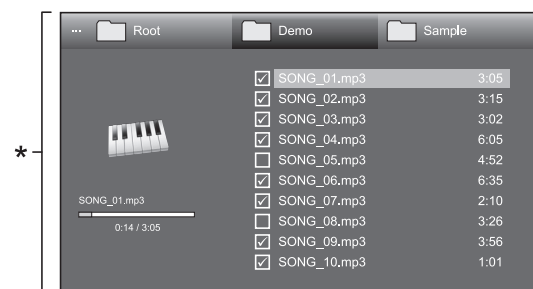 ... Root Demo Sample
SONG_01.mp3 3:05
SONG_02.mp3 3:15
SONG_03.mp3 3:02
SONG_04.mp3 6:05
SONG_05.mp3 4:52
SONG_06.mp3 6:35
SONG_07.mp3 2:10
SONG_08.mp3 3:26
SONG_09.mp3 3:56
SONG_10.mp3 1:01
SONG_01.mp3
0:14 / 3:05
*